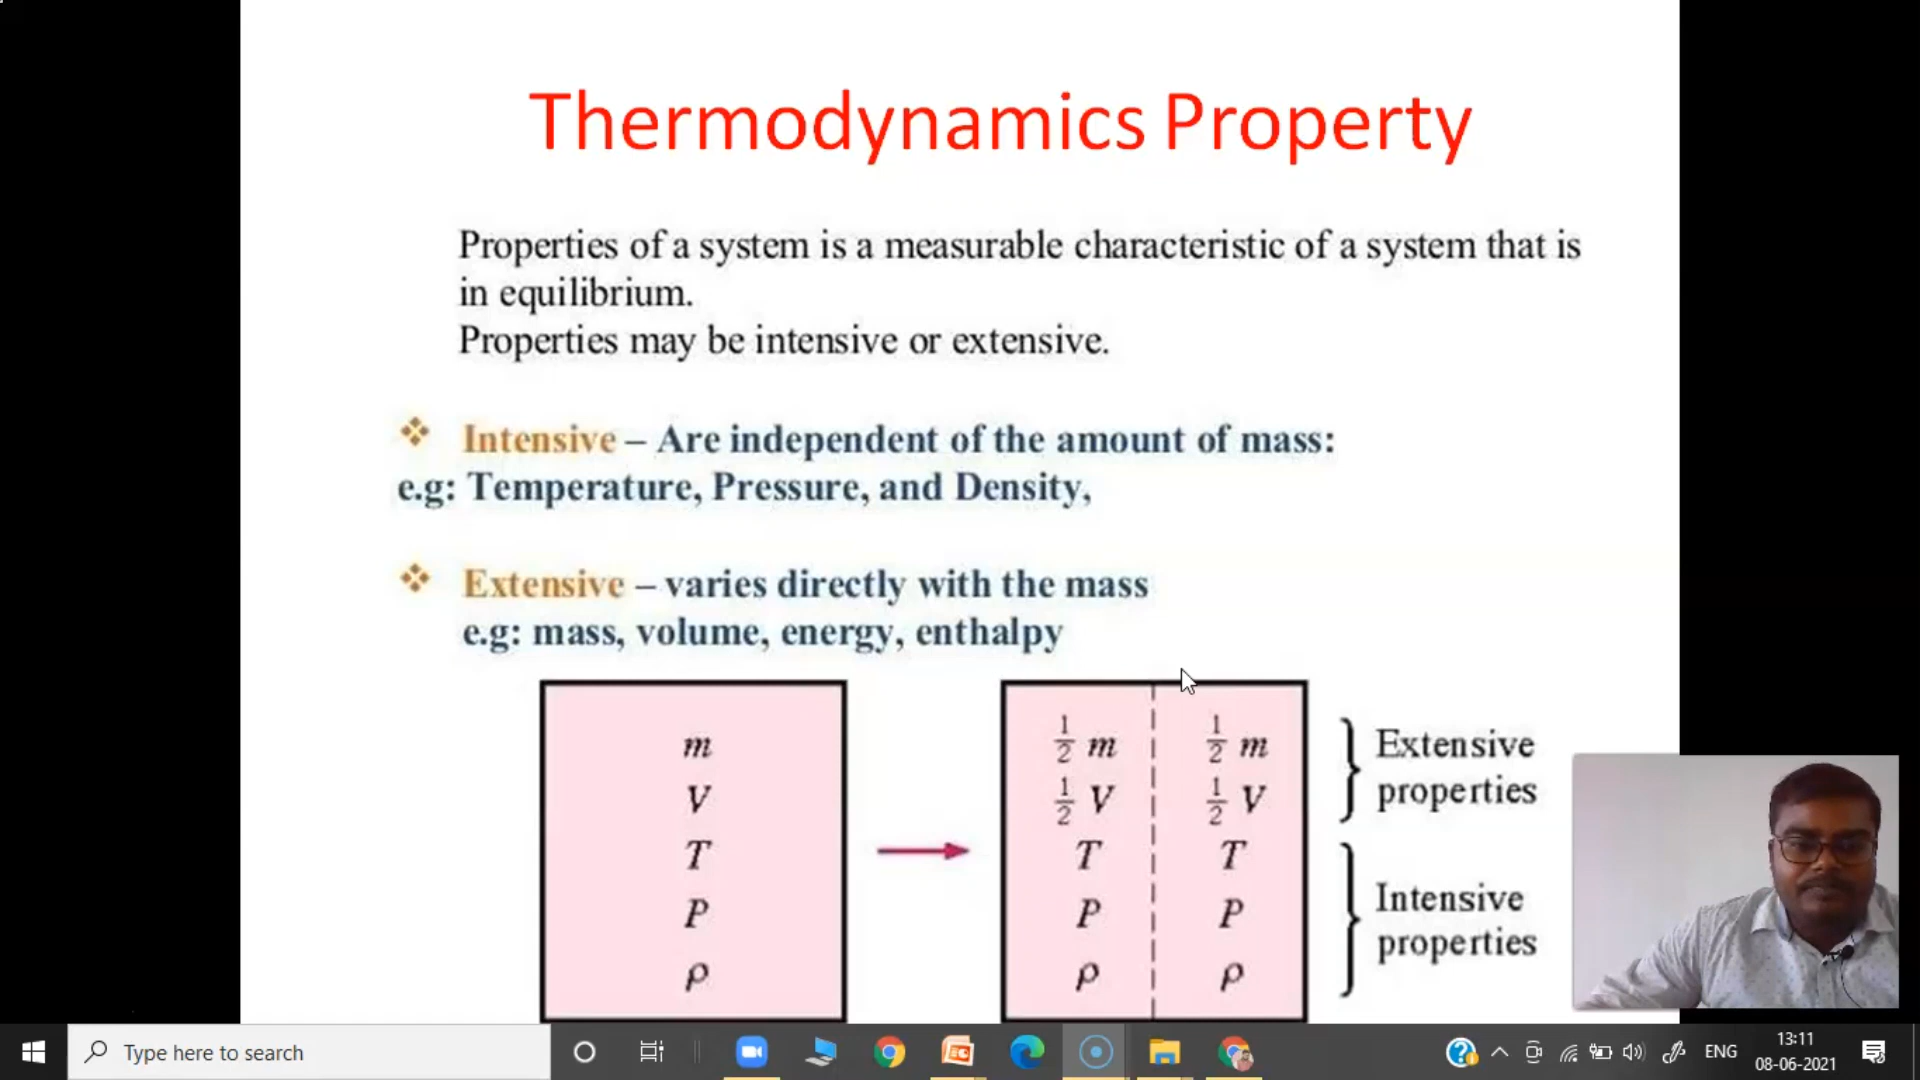 Thermodynamics Property
Properties of a system is a measurable characteristic of a system that is
in equilibrium.
Properties may be intensive or extensive.
Intensive – Are independent of the amount of mass:
e.g: Temperature, Pressure, and Density,
Extensive – varies directly with the mass
e.g: mass, volume, energy, enthalpy
m
V
T
P
ρ
1/2 m 1/2 m
1/2 V 1/2 V
T T
P P
ρ ρ
Extensive
properties
Intensive
properties
Type here to search
ENG
13:11
08-06-2021